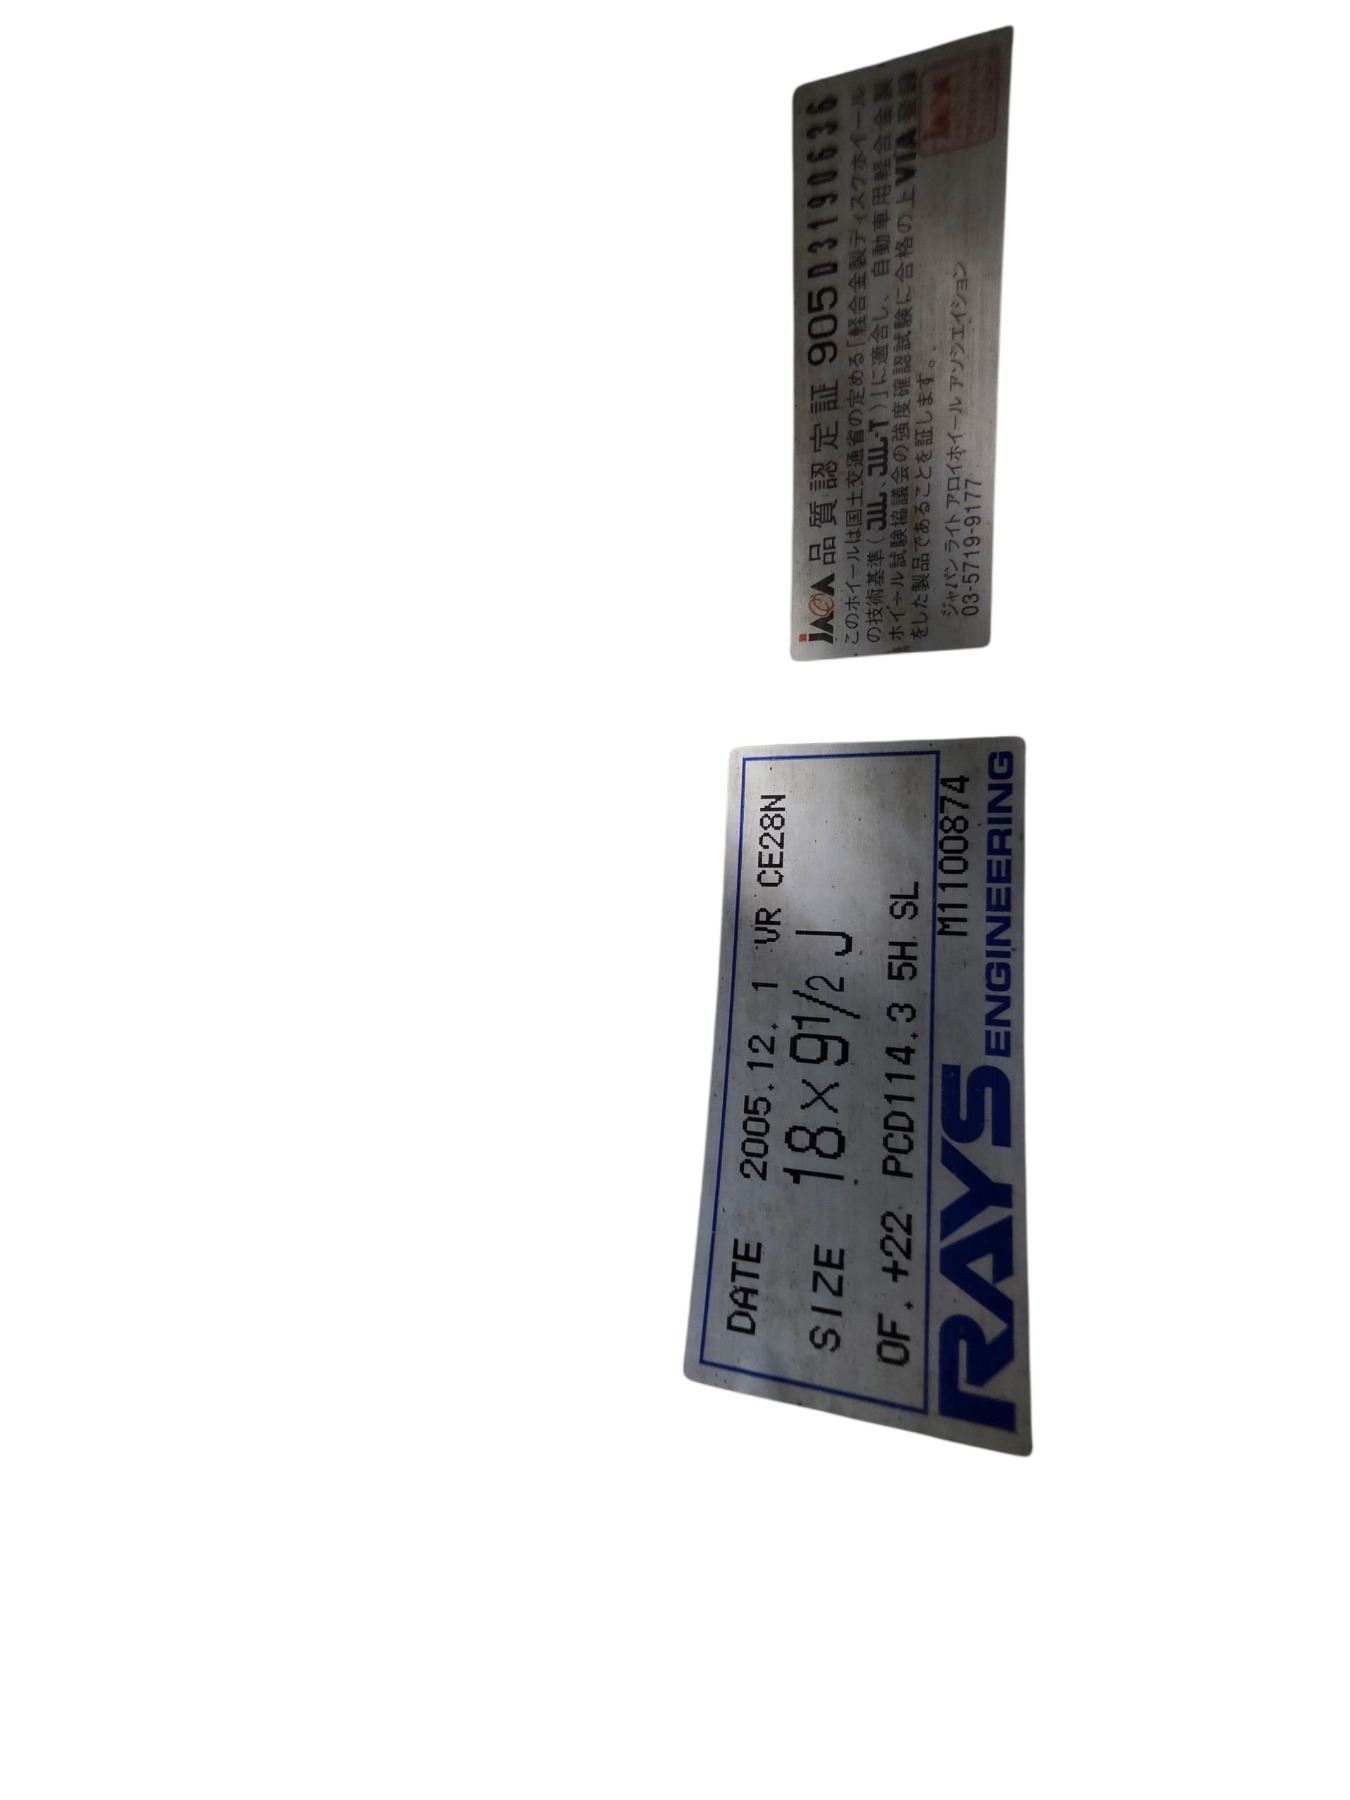 JAWA 品質認定証 905D3190636
このホイールは国土交通省の定める「軽合金製ディスクホイール
の技術基準(JWL、JWL-T)」に適合し、自動車用軽合金製
ホイール試験協議会の強度確認試験に合格の上VIA登録
をした製品であることを証します。
ジャパン ライト アロイホイール アソシエイション
03-5719-9177
DATE 2005.12.1 VR CE28N
SIZE 18×9 1/2 J
OF. +22 PCD114.3 5H SL
M1100874
RAYS ENGINEERING